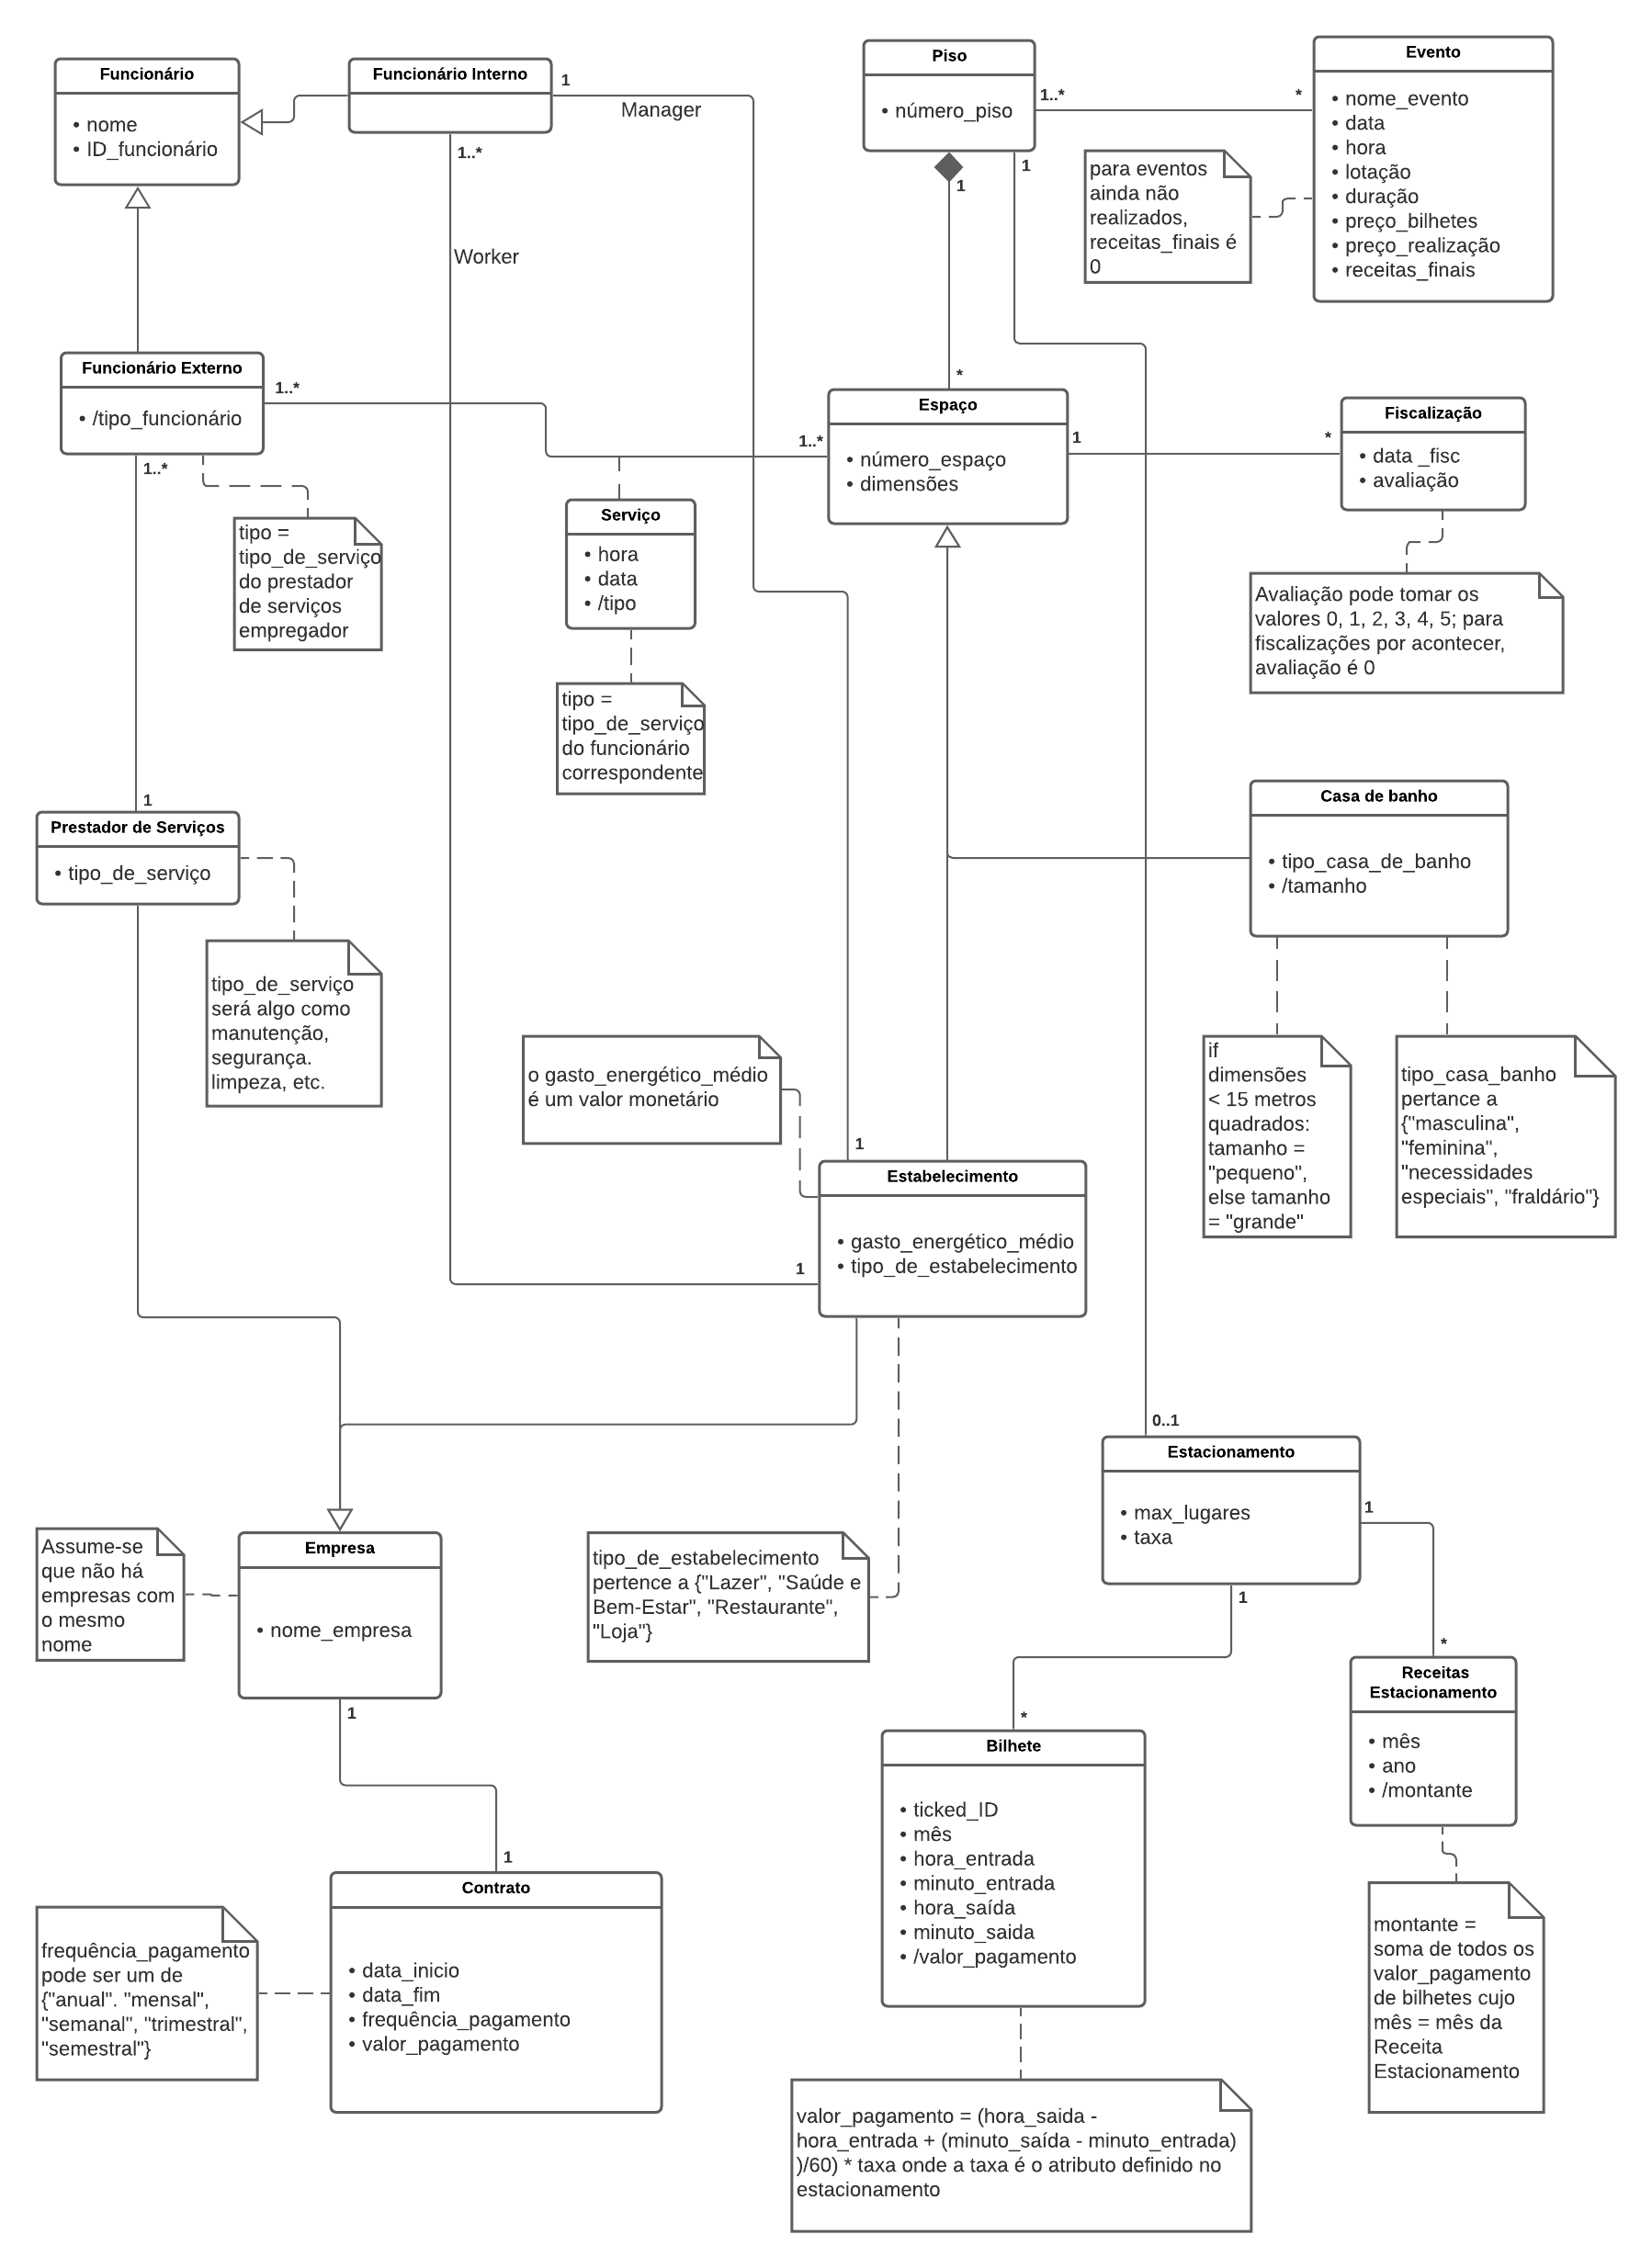 Funcionário
• nome
• ID_funcionário
Funcionário Interno
1
Manager
1..*
Worker
Piso
• número_piso
1..*
*
1
1
Evento
• nome_evento
• data
• hora
• lotação
• duração
• preço_bilhetes
• preço_realização
• receitas_finais
para eventos
ainda não
realizados,
receitas_finais é
0
Funcionário Externo
• /tipo_funcionário
1..*
1..*
1..*
*
Espaço
• número_espaço
• dimensões
1
*
Fiscalização
• data _fisc
• avaliação
tipo =
tipo_de_serviço
do prestador
de serviços
empregador
Serviço
• hora
• data
• /tipo
Avaliação pode tomar os
valores 0, 1, 2, 3, 4, 5; para
fiscalizações por acontecer,
avaliação é 0
tipo =
tipo_de_serviço
do funcionário
correspondente
1
Prestador de Serviços
• tipo_de_serviço
Casa de banho
• tipo_casa_de_banho
• /tamanho
tipo_de_serviço
será algo como
manutenção,
segurança.
limpeza, etc.
o gasto_energético_médio
é um valor monetário
if
dimensões
< 15 metros
quadrados:
tamanho =
"pequeno",
else tamanho
= "grande"
tipo_casa_banho
pertance a
{"masculina",
"feminina",
"necessidades
especiais", "fraldário"}
1
1
Estabelecimento
• gasto_energético_médio
• tipo_de_estabelecimento
0..1
Estacionamento
• max_lugares
• taxa
1
1
Assume-se
que não há
empresas com
o mesmo
nome
Empresa
• nome_empresa
1
tipo_de_estabelecimento
pertence a {"Lazer", "Saúde e
Bem-Estar", "Restaurante",
"Loja"}
*
*
Receitas
Estacionamento
• mês
• ano
• /montante
Bilhete
• ticked_ID
• mês
• hora_entrada
• minuto_entrada
• hora_saída
• minuto_saida
• /valor_pagamento
1
Contrato
• data_inicio
• data_fim
• frequência_pagamento
• valor_pagamento
frequência_pagamento
pode ser um de
{"anual". "mensal",
"semanal", "trimestral",
"semestral"}
montante =
soma de todos os
valor_pagamento
de bilhetes cujo
mês = mês da
Receita
Estacionamento
valor_pagamento = (hora_saida -
hora_entrada + (minuto_saída - minuto_entrada)
)/60) * taxa onde a taxa é o atributo definido no
estacionamento